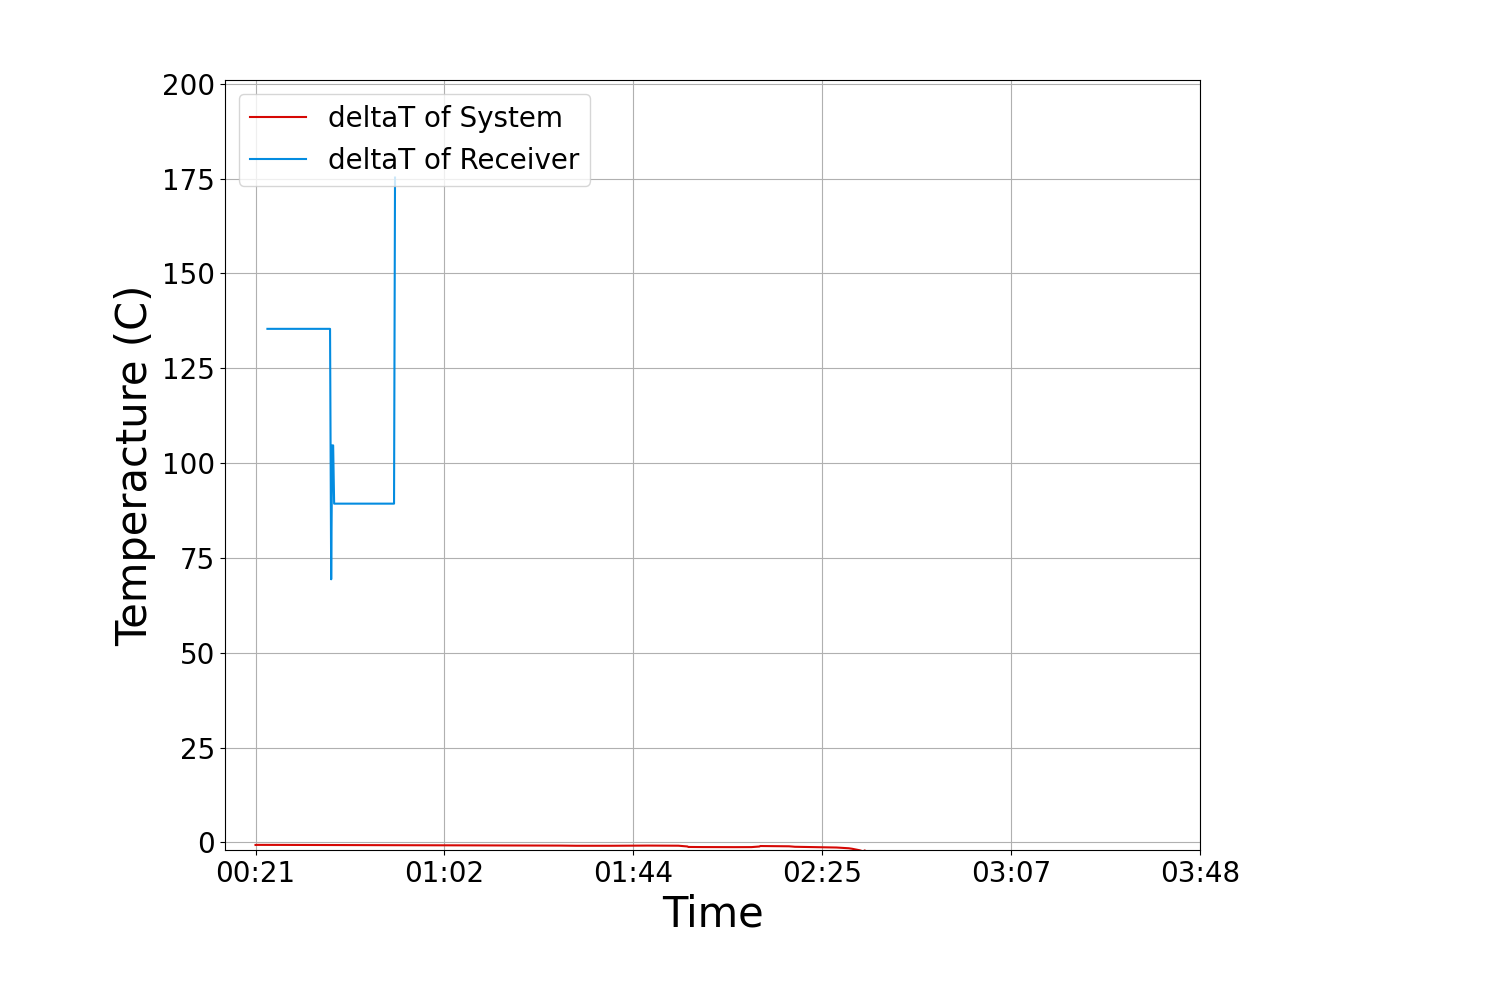 200
deltaT of System
deltaT of Receiver
175
150
125
100
75
50
25
0
Temperacture (C)
00:21 01:02 01:44 02:25 03:07 03:48
Time